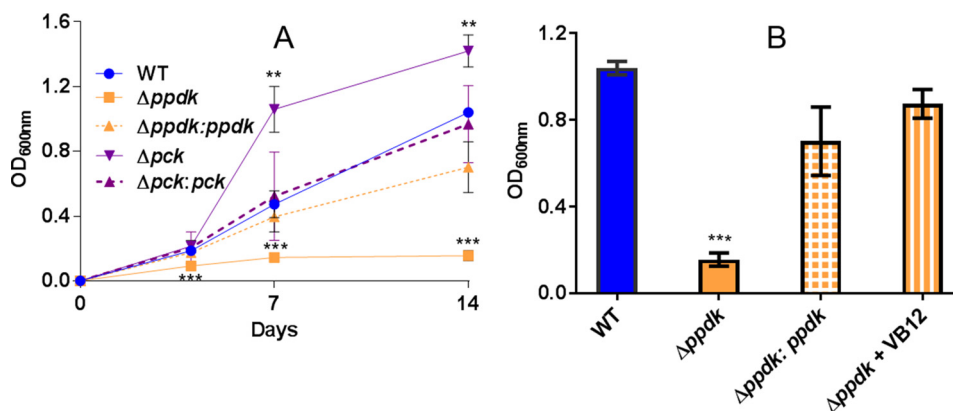 A
OD600nm
1.6
1.2
0.8
0.4
0.0
WT
Δppdk
Δppdk:ppdk
Δpck
Δpck:pck
**
**
***
***
***
0
7
14
Days
B
OD600nm
1.2
0.8
0.4
0.0
***
WT
Δppdk
Δppdk: ppdk
Δppdk + VB12